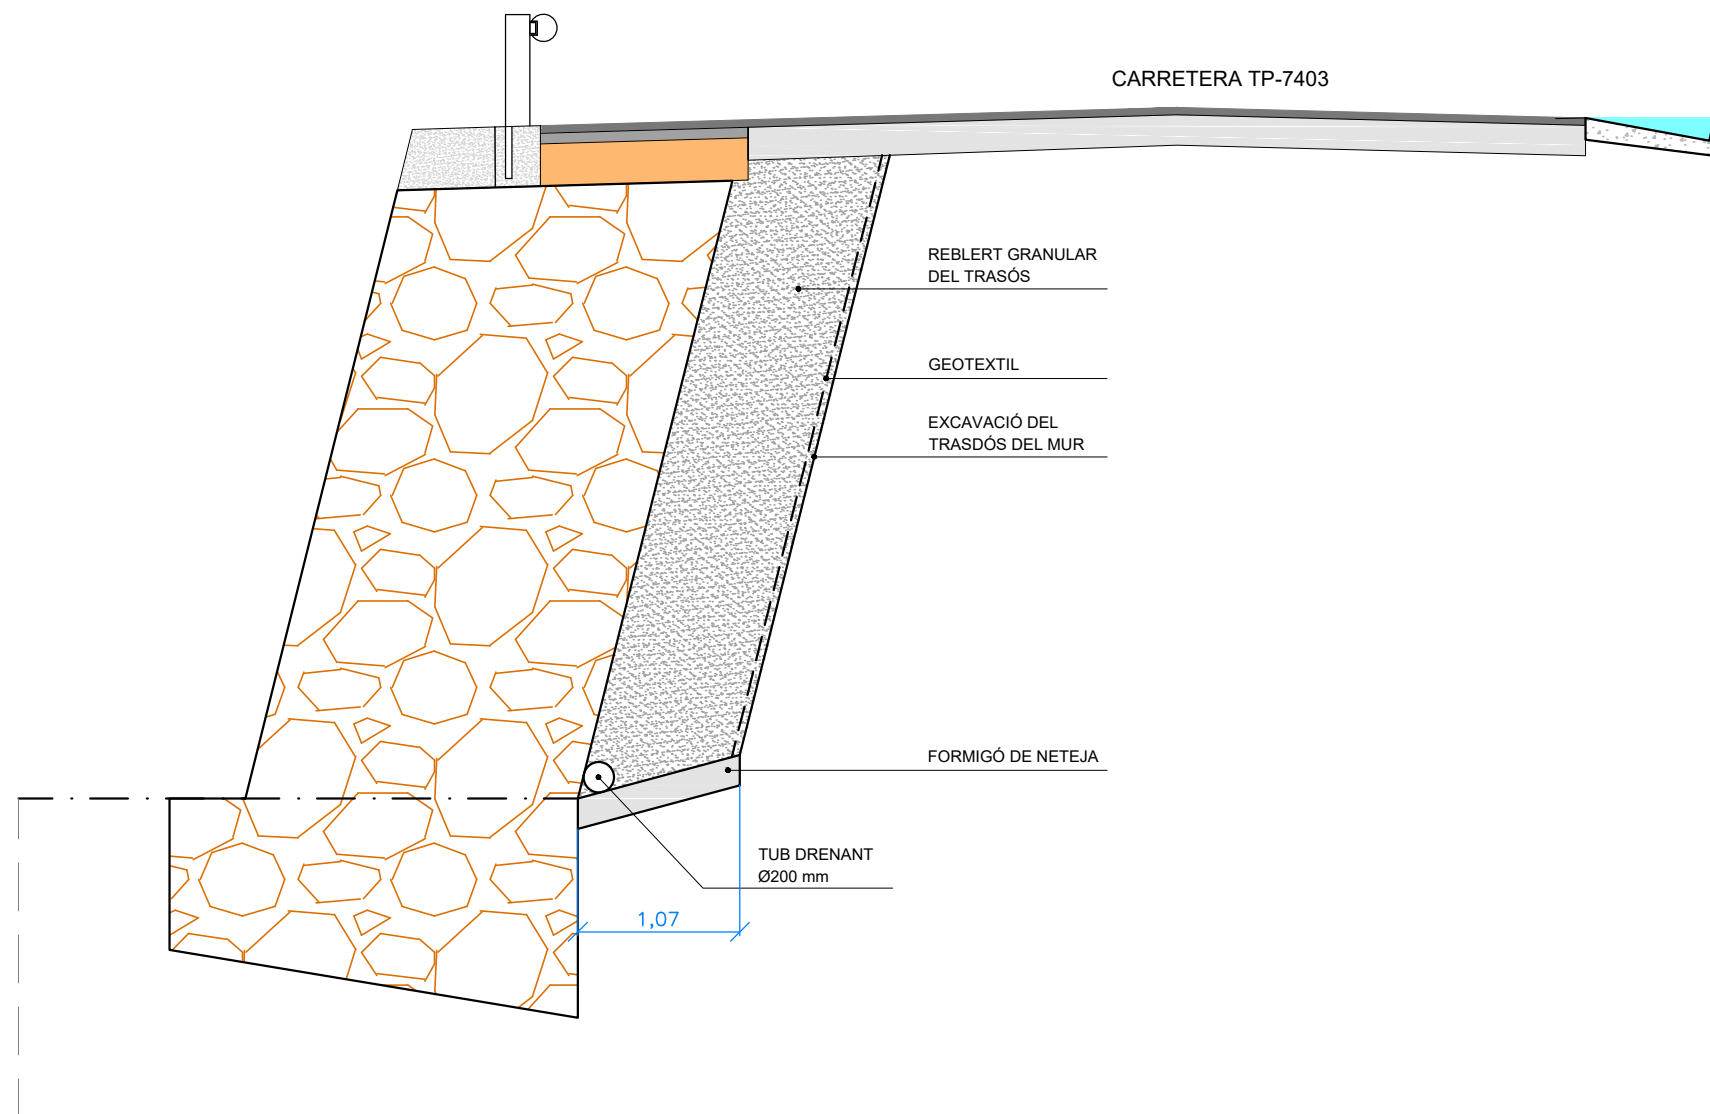 CARRETERA TP-7403
REBLERT GRANULAR
DEL TRASÓS
GEOTEXTIL
EXCAVACIÓ DEL
TRASDÓS DEL MUR
FORMIGÓ DE NETEJA
TUB DRENANT
Ø200 mm
1,07